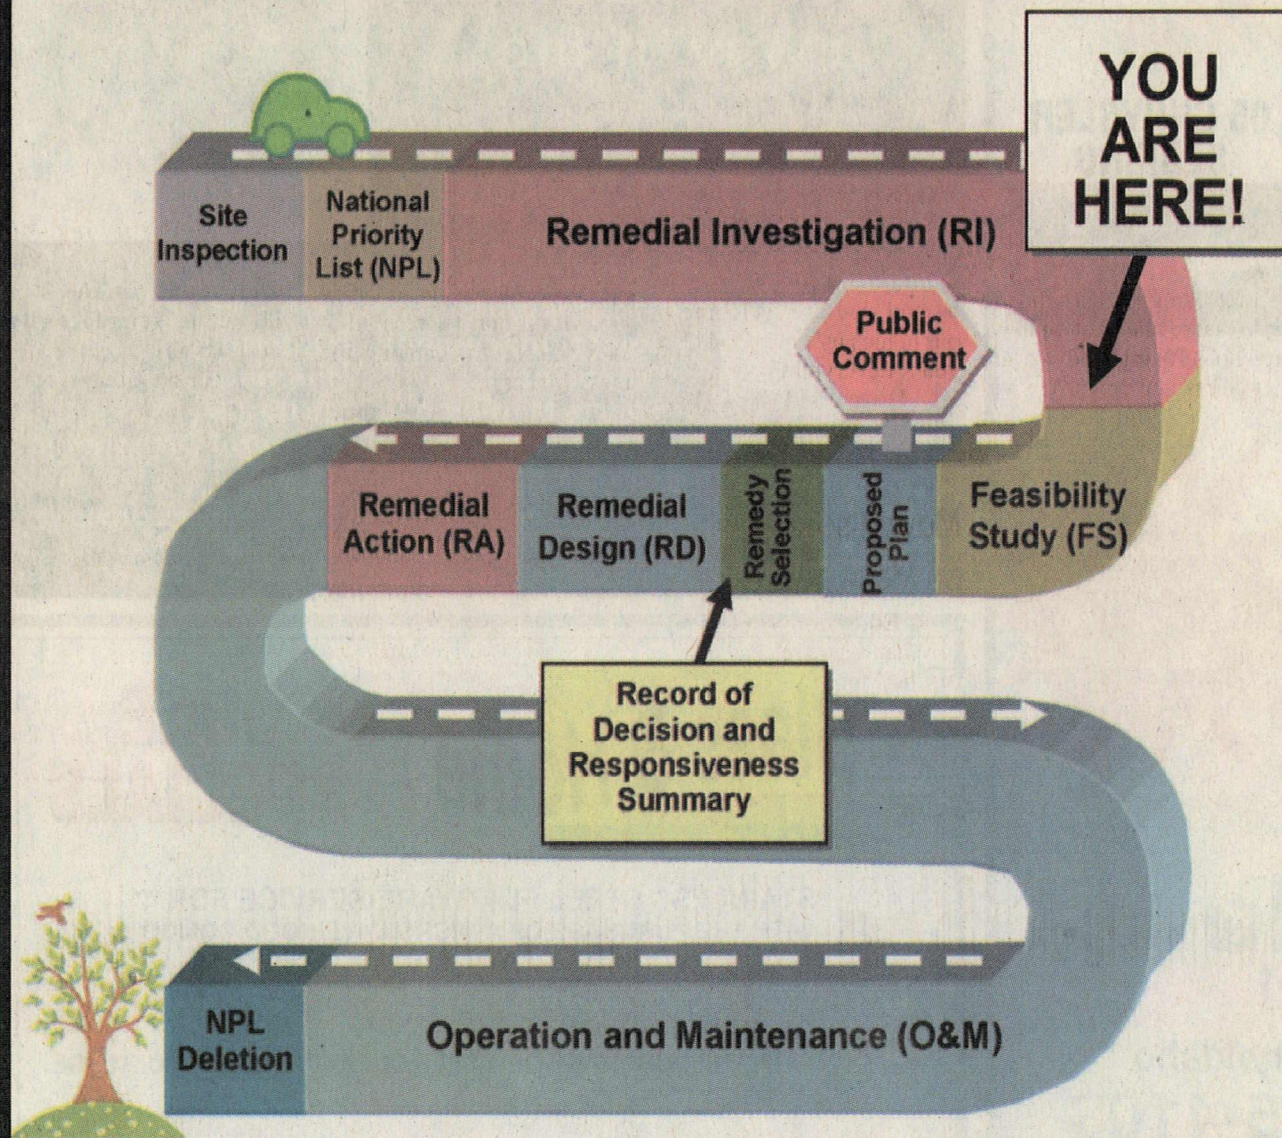 YOU
ARE
HERE!
Site
Inspection
National
Priority
List (NPL)
Remedial Investigation (RI)
Public
Comment
Remedial
Action (RA)
Remedial
Design (RD)
Remedy
Selection
Proposed
Plan
Feasibility
Study (FS)
Record of
Decision and
Responsiveness
Summary
NPL
Deletion
Operation and Maintenance (O&M)